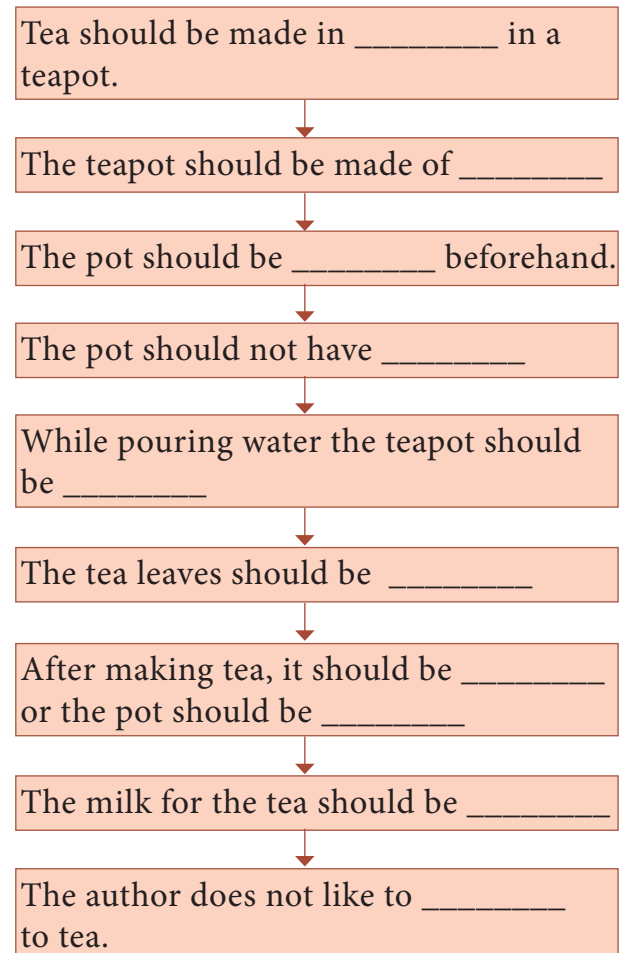 Tea should be made in ________ in a
teapot.
The teapot should be made of ________
The pot should be ________ beforehand.
The pot should not have ________
While pouring water the teapot should
be ________
The tea leaves should be ________
After making tea, it should be ________
or the pot should be ________
The milk for the tea should be ________
The author does not like to ________
to tea.